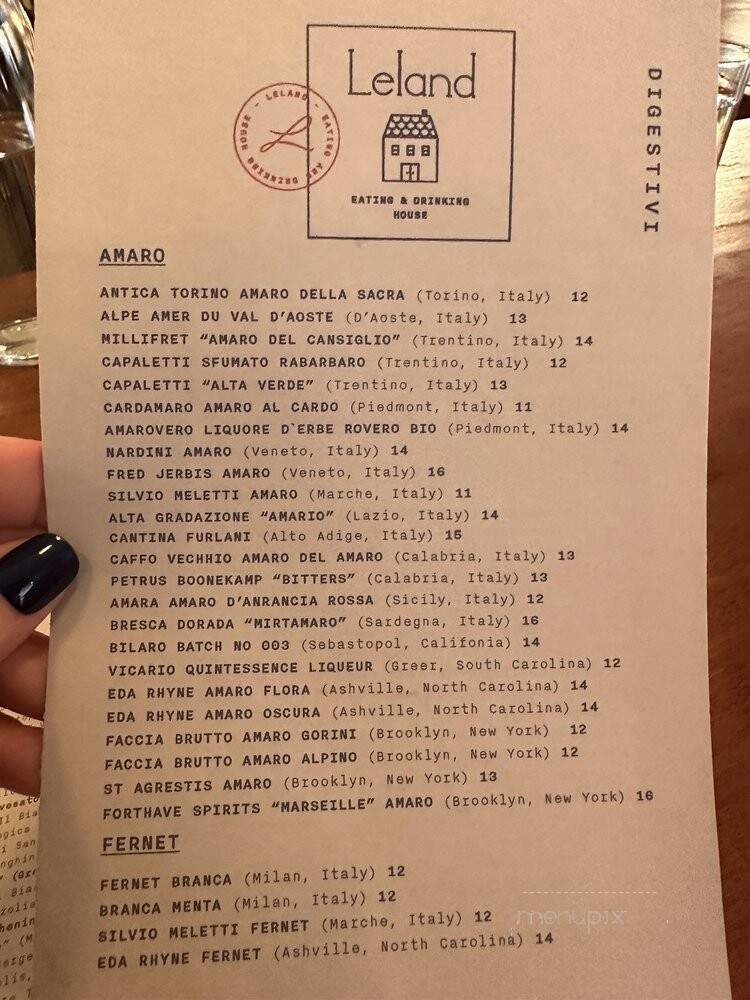 Leland
LELAND - EATING AND DRINKING HOUSE -
L
EATING & DRINKING
HOUSE
DIGESTIVI
AMARO
ANTICA TORINO AMARO DELLA SACRA (Torino, Italy) 12
ALPE AMER DU VAL D'AOSTE (D'Aoste, Italy) 13
MILLIFRET “AMARO DEL CANSIGLIO” (Trentino, Italy) 14
CAPALETTI SFUMATO RABARBARO (Trentino, Italy) 12
CAPALETTI “ALTA VERDE” (Trentino, Italy) 13
CARDAMARO AMARO AL CARDO (Piedmont, Italy) 11
AMAROVERO LIQUORE D`ERBE ROVERO BIO (Piedmont, Italy) 14
NARDINI AMARO (Veneto, Italy) 14
FRED JERBIS AMARO (Veneto, Italy) 16
SILVIO MELETTI AMARO (Marche, Italy) 11
ALTA GRADAZIONE “AMARIO” (Lazio, Italy) 14
CANTINA FURLANI (Alto Adige, Italy) 15
CAFFO VECHHIO AMARO DEL AMARO (Calabria, Italy) 13
PETRUS BOONEKAMP “BITTERS” (Calabria, Italy) 13
AMARA AMARO D'ANRANCIA ROSSA (Sicily, Italy) 12
BRESCA DORADA “MIRTAMARO” (Sardegna, Italy) 16
BILARO BATCH NO 003 (Sebastopol, Califonia) 14
VICARIO QUINTESSENCE LIQUEUR (Greer, South Carolina) 12
EDA RHYNE AMARO FLORA (Ashville, North Carolina) 14
EDA RHYNE AMARO OSCURA (Ashville, North Carolina) 14
FACCIA BRUTTO AMARO GORINI (Brooklyn, New York) 12
FACCIA BRUTTO AMARO ALPINO (Brooklyn, New York) 12
ST AGRESTIS AMARO (Brooklyn, New York) 13
FORTHAVE SPIRITS “MARSEILLE” AMARO (Brooklyn, New York) 16
FERNET
FERNET BRANCA (Milan, Italy) 12
BRANCA MENTA (Milan, Italy) 12
SILVIO MELETTI FERNET (Marche, Italy) 12
EDA RHYNE FERNET (Ashville, North Carolina) 14
menupix